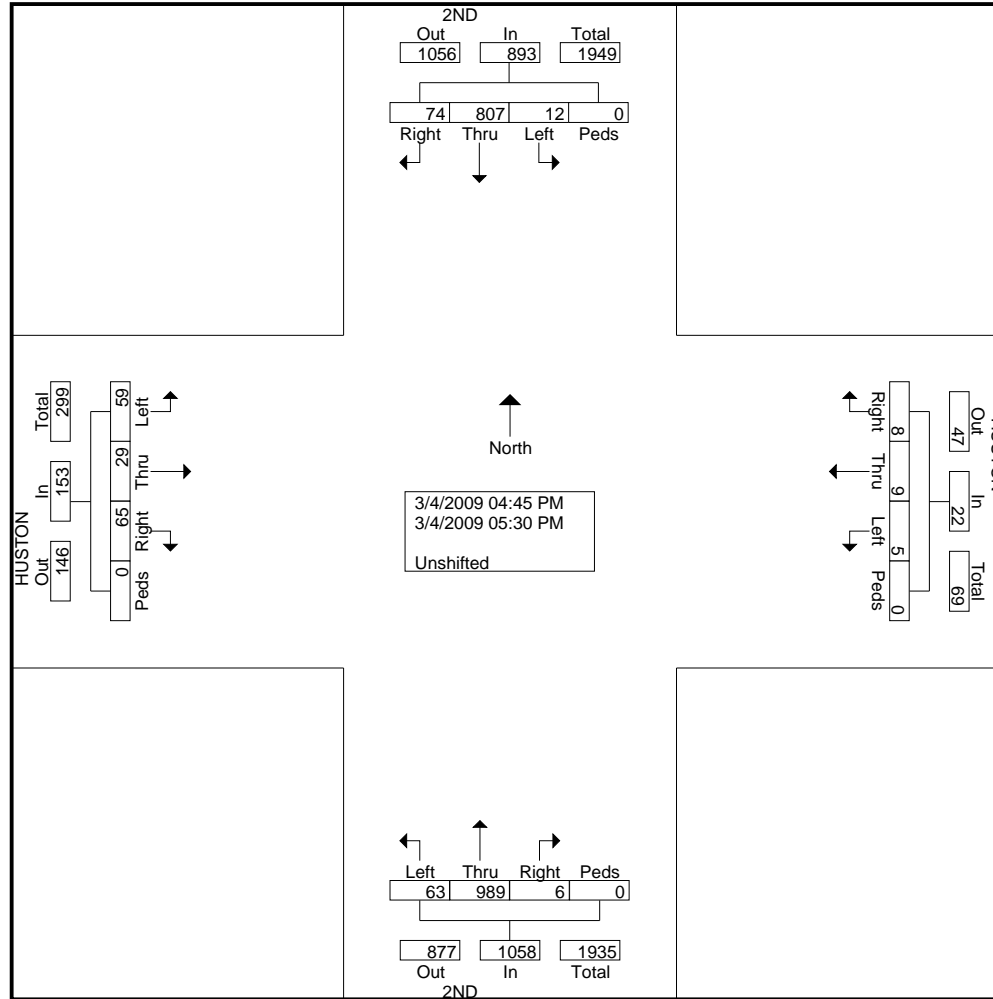 2ND
Out In Total
1056 893 1949
74 807 12 0
Right Thru Left Peds
HUSTON
Total In Out
299 153 146
59 29 65 0
Left Thru Right Peds
North
3/4/2009 04:45 PM
3/4/2009 05:30 PM
Unshifted
Right Thru Left Peds
8 9 5 0
Out In Total
47 22 69
Left Thru Right Peds
63 989 6 0
877 1058 1935
Out In Total
2ND